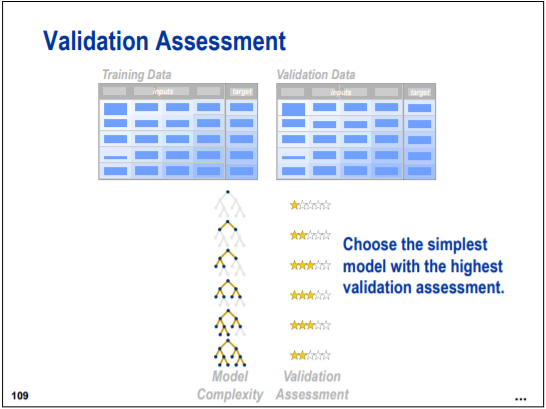 Validation Assessment
Training Data
Validation Data
inputs
target
inputs
target
Choose the simplest
model with the highest
validation assessment.
Model
Complexity
Validation
Assessment
109
...